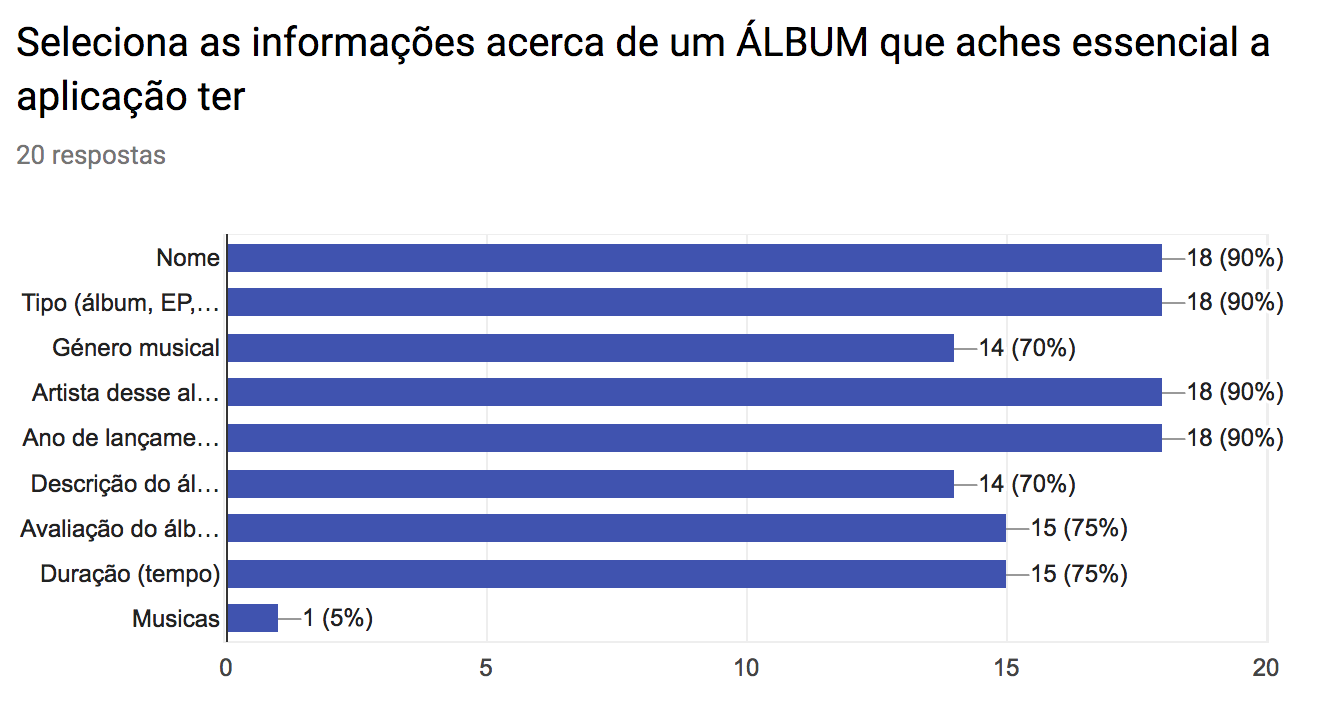 Seleciona as informações acerca de um ÁLBUM que aches essencial a
aplicação ter
20 respostas
Nome
18 (90%)
Tipo (álbum, EP,…
18 (90%)
Género musical
14 (70%)
Artista desse al…
18 (90%)
Ano de lançame…
18 (90%)
Descrição do ál…
14 (70%)
Avaliação do álb…
15 (75%)
Duração (tempo)
15 (75%)
Musicas
1 (5%)
0 5 10 15 20